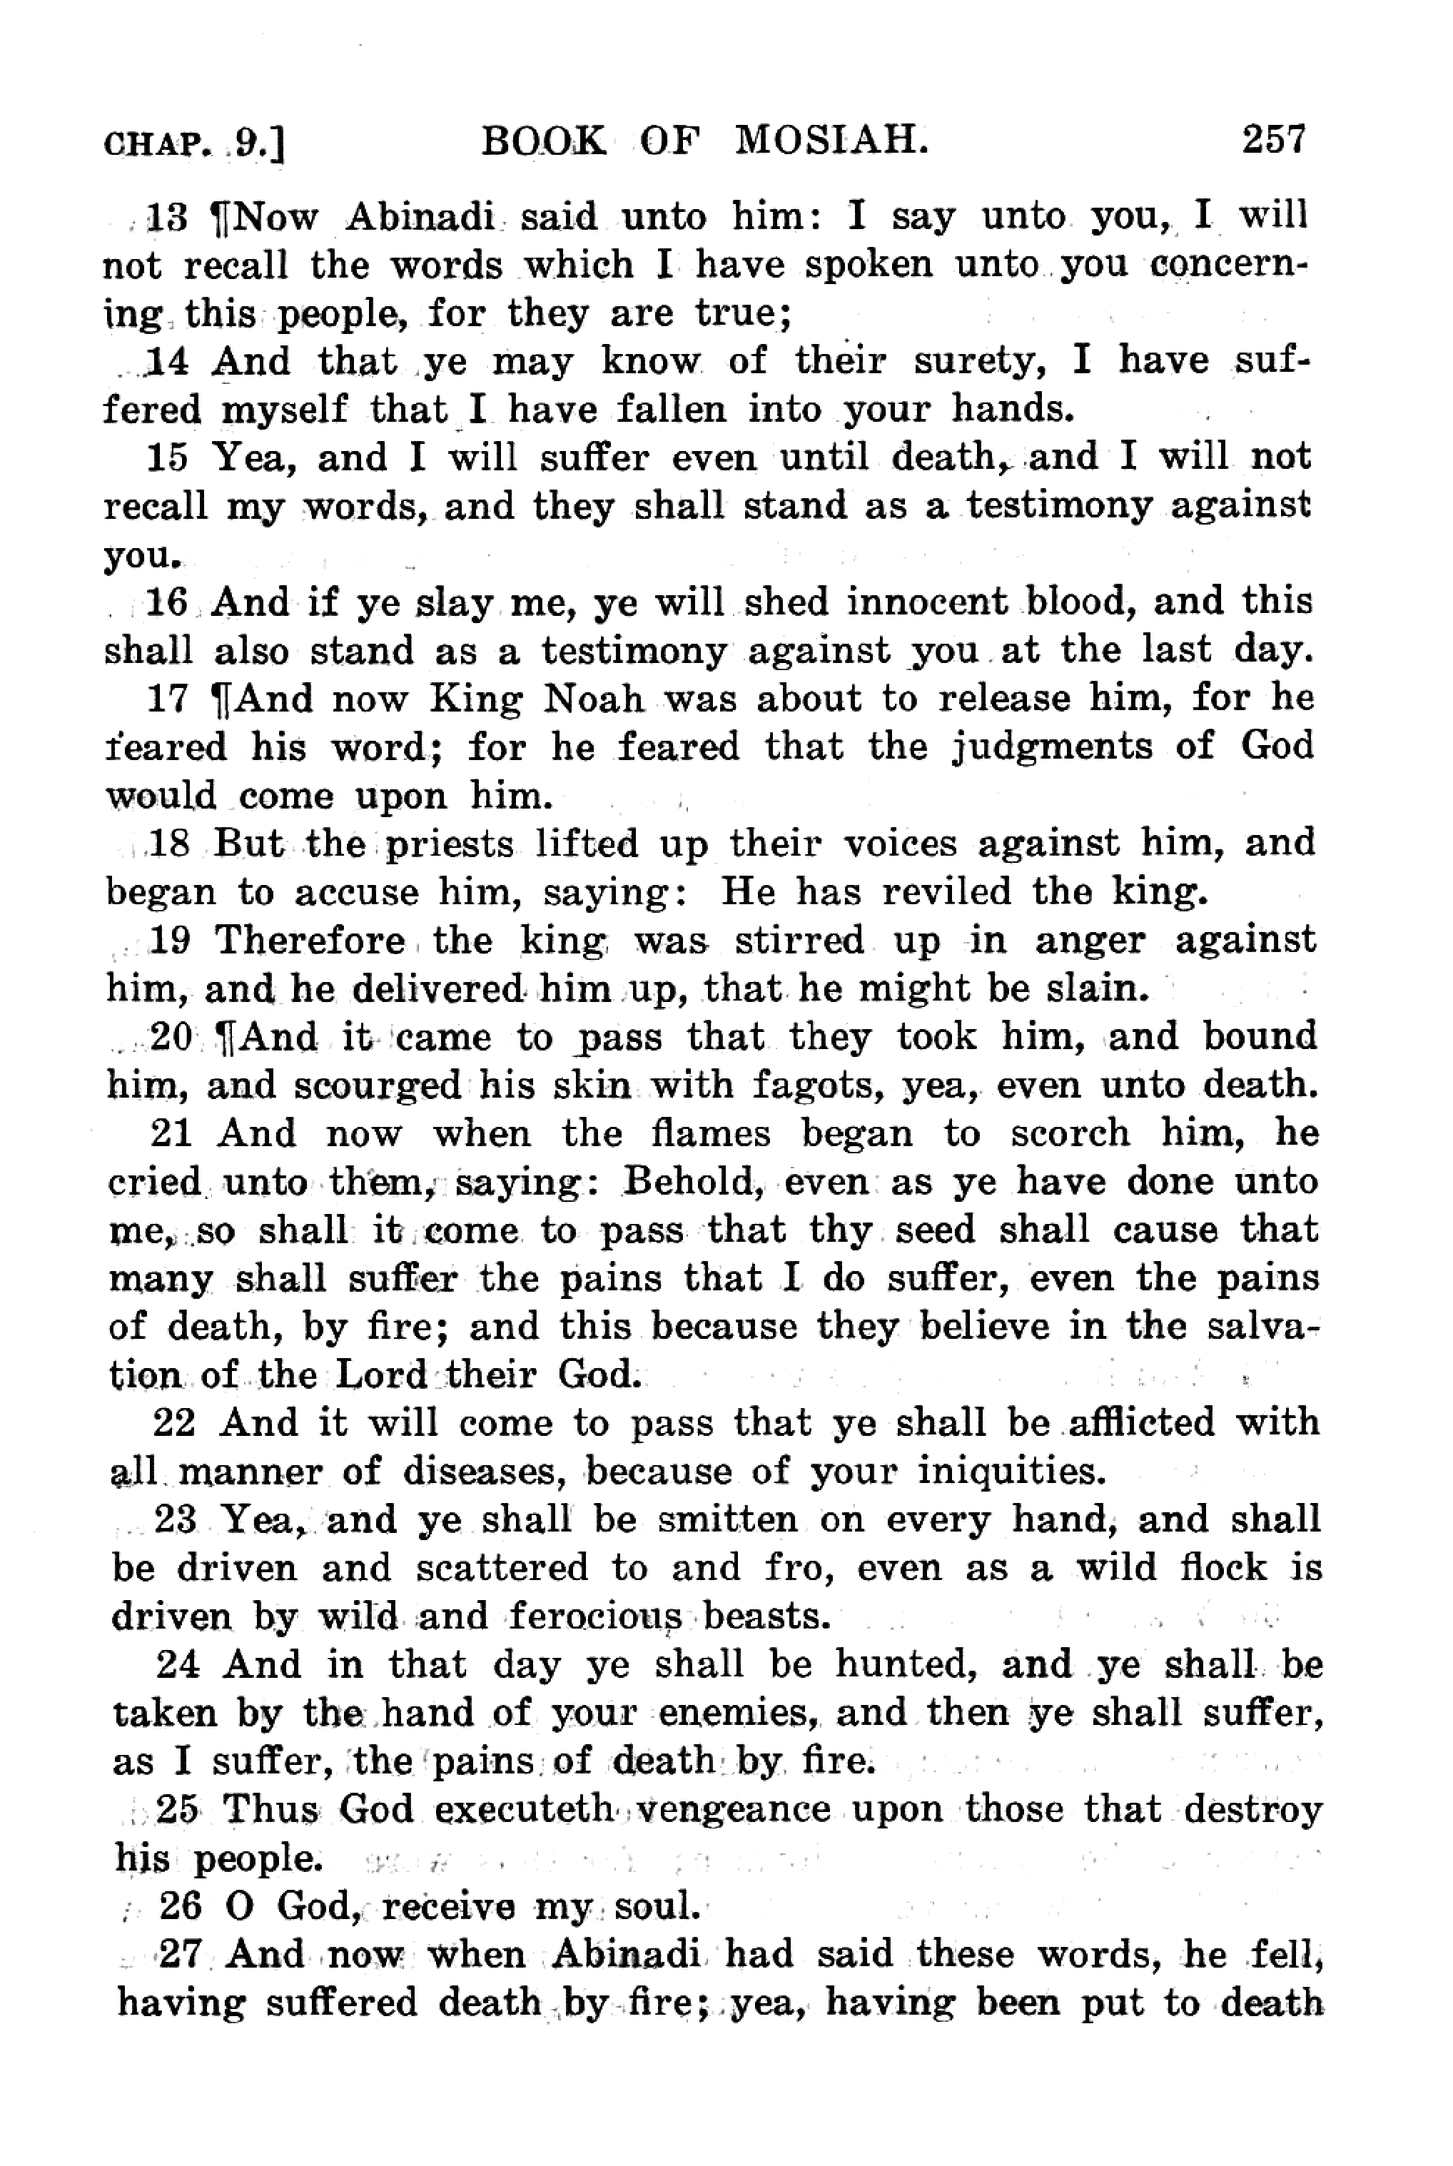 CHAP. 9.] BOOK OF MOSIAH. 257
13 ¶Now Abinadi said unto him: I say unto you, I will
not recall the words which I have spoken unto you concern-
ing this people, for they are true;
14 And that ye may know of their surety, I have suf-
fered myself that I have fallen into your hands.
15 Yea, and I will suffer even until death, and I will not
recall my words, and they shall stand as a testimony against
you.
16 And if ye slay me, ye will shed innocent blood, and this
shall also stand as a testimony against you at the last day.
17 ¶And now King Noah was about to release him, for he
feared his word; for he feared that the judgments of God
would come upon him.
18 But the priests lifted up their voices against him, and
began to accuse him, saying: He has reviled the king.
19 Therefore the king was stirred up in anger against
him, and he delivered him up, that he might be slain.
20 ¶And it came to pass that they took him, and bound
him, and scourged his skin with fagots, yea, even unto death.
21 And now when the flames began to scorch him, he
cried unto them, saying: Behold, even as ye have done unto
me, so shall it come to pass that thy seed shall cause that
many shall suffer the pains that I do suffer, even the pains
of death, by fire; and this because they believe in the salva-
tion of the Lord their God.
22 And it will come to pass that ye shall be afflicted with
all manner of diseases, because of your iniquities.
23 Yea, and ye shall be smitten on every hand, and shall
be driven and scattered to and fro, even as a wild flock is
driven by wild and ferocious beasts.
24 And in that day ye shall be hunted, and ye shall be
taken by the hand of your enemies, and then ye shall suffer,
as I suffer, the pains of death by fire.
25 Thus God executeth vengeance upon those that destroy
his people.
26 O God, receive my soul.
27 And now when Abinadi had said these words, he fell,
having suffered death by fire; yea, having been put to death